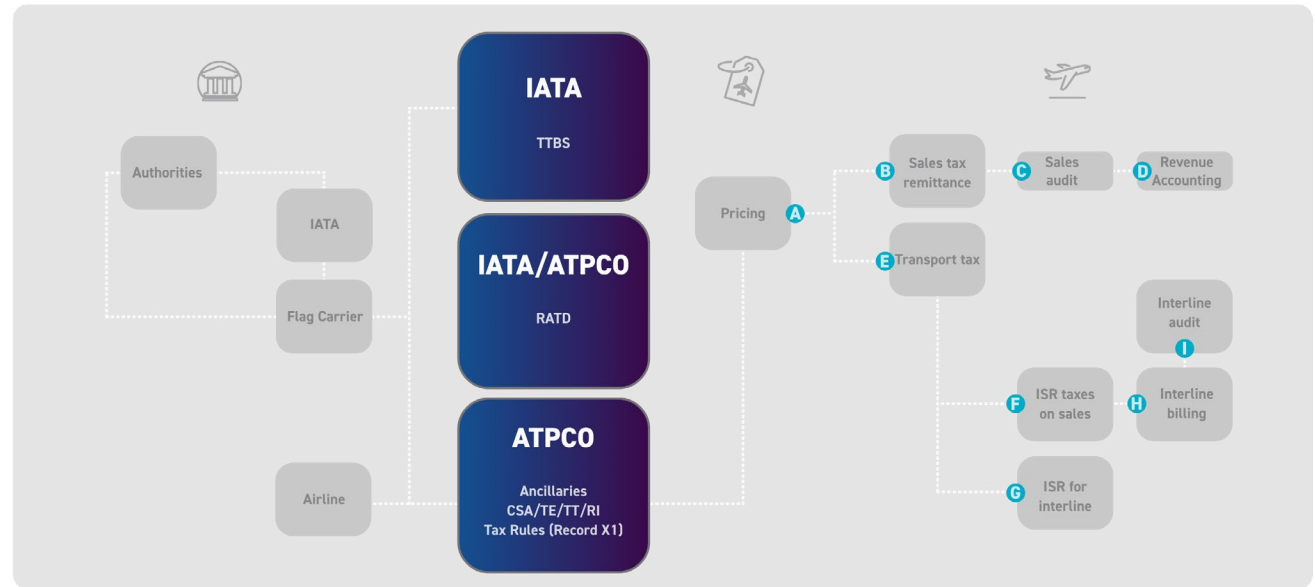 IATA
TTBS
Authorities
IATA
Flag Carrier
Airline
IATA/ATPCO
RATD
ATPCO
Ancillaries
CSA/TE/TT/RI
Tax Rules (Record X1)
Pricing
A
B
Sales tax
remittance
C
Sales
audit
D
Revenue
Accounting
E
Transport tax
Interline
audit
I
F
ISR taxes
on sales
H
Interline
billing
G
ISR for
interline